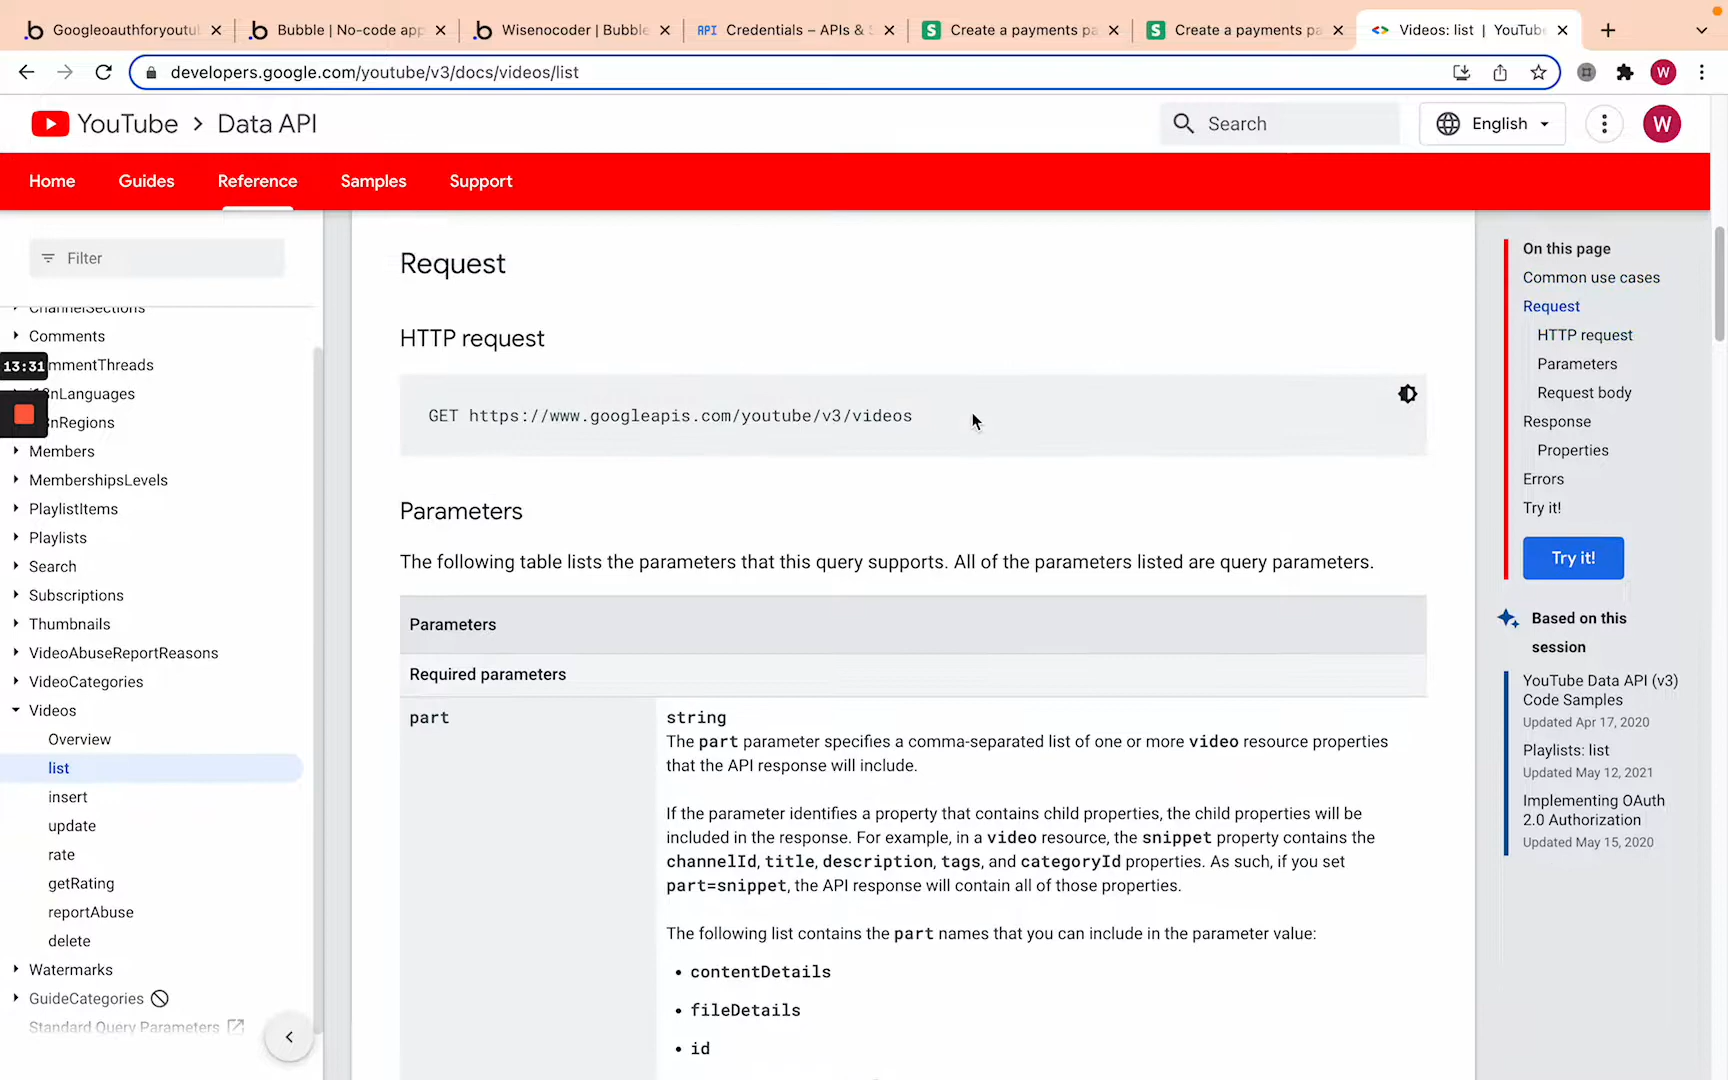 Googleoauthforyoutu
Bubble | No-code app
Wisenocoder | Bubble
API Credentials – APIs &
S Create a payments pa
S Create a payments pa
Videos: list | YouTube
developers.google.com/youtube/v3/docs/videos/list
W
YouTube > Data API
Search
English
W
Home
Guides
Reference
Samples
Support
Filter
ChannelSections
Comments
13:31
mmentThreads
nLanguages
nRegions
Members
MembershipsLevels
PlaylistItems
Playlists
Search
Subscriptions
Thumbnails
VideoAbuseReportReasons
VideoCategories
Videos
Overview
list
insert
update
rate
getRating
reportAbuse
delete
Watermarks
GuideCategories
Standard Query Parameters
Request
HTTP request
GET https://www.googleapis.com/youtube/v3/videos
Parameters
The following table lists the parameters that this query supports. All of the parameters listed are query parameters.
Parameters
Required parameters
part
string
The part parameter specifies a comma-separated list of one or more video resource properties
that the API response will include.
If the parameter identifies a property that contains child properties, the child properties will be
included in the response. For example, in a video resource, the snippet property contains the
channelId, title, description, tags, and categoryId properties. As such, if you set
part=snippet, the API response will contain all of those properties.
The following list contains the part names that you can include in the parameter value:
• contentDetails
• fileDetails
• id
On this page
Common use cases
Request
HTTP request
Parameters
Request body
Response
Properties
Errors
Try it!
Try it!
Based on this
session
YouTube Data API (v3)
Code Samples
Updated Apr 17, 2020
Playlists: list
Updated May 12, 2021
Implementing OAuth
2.0 Authorization
Updated May 15, 2020